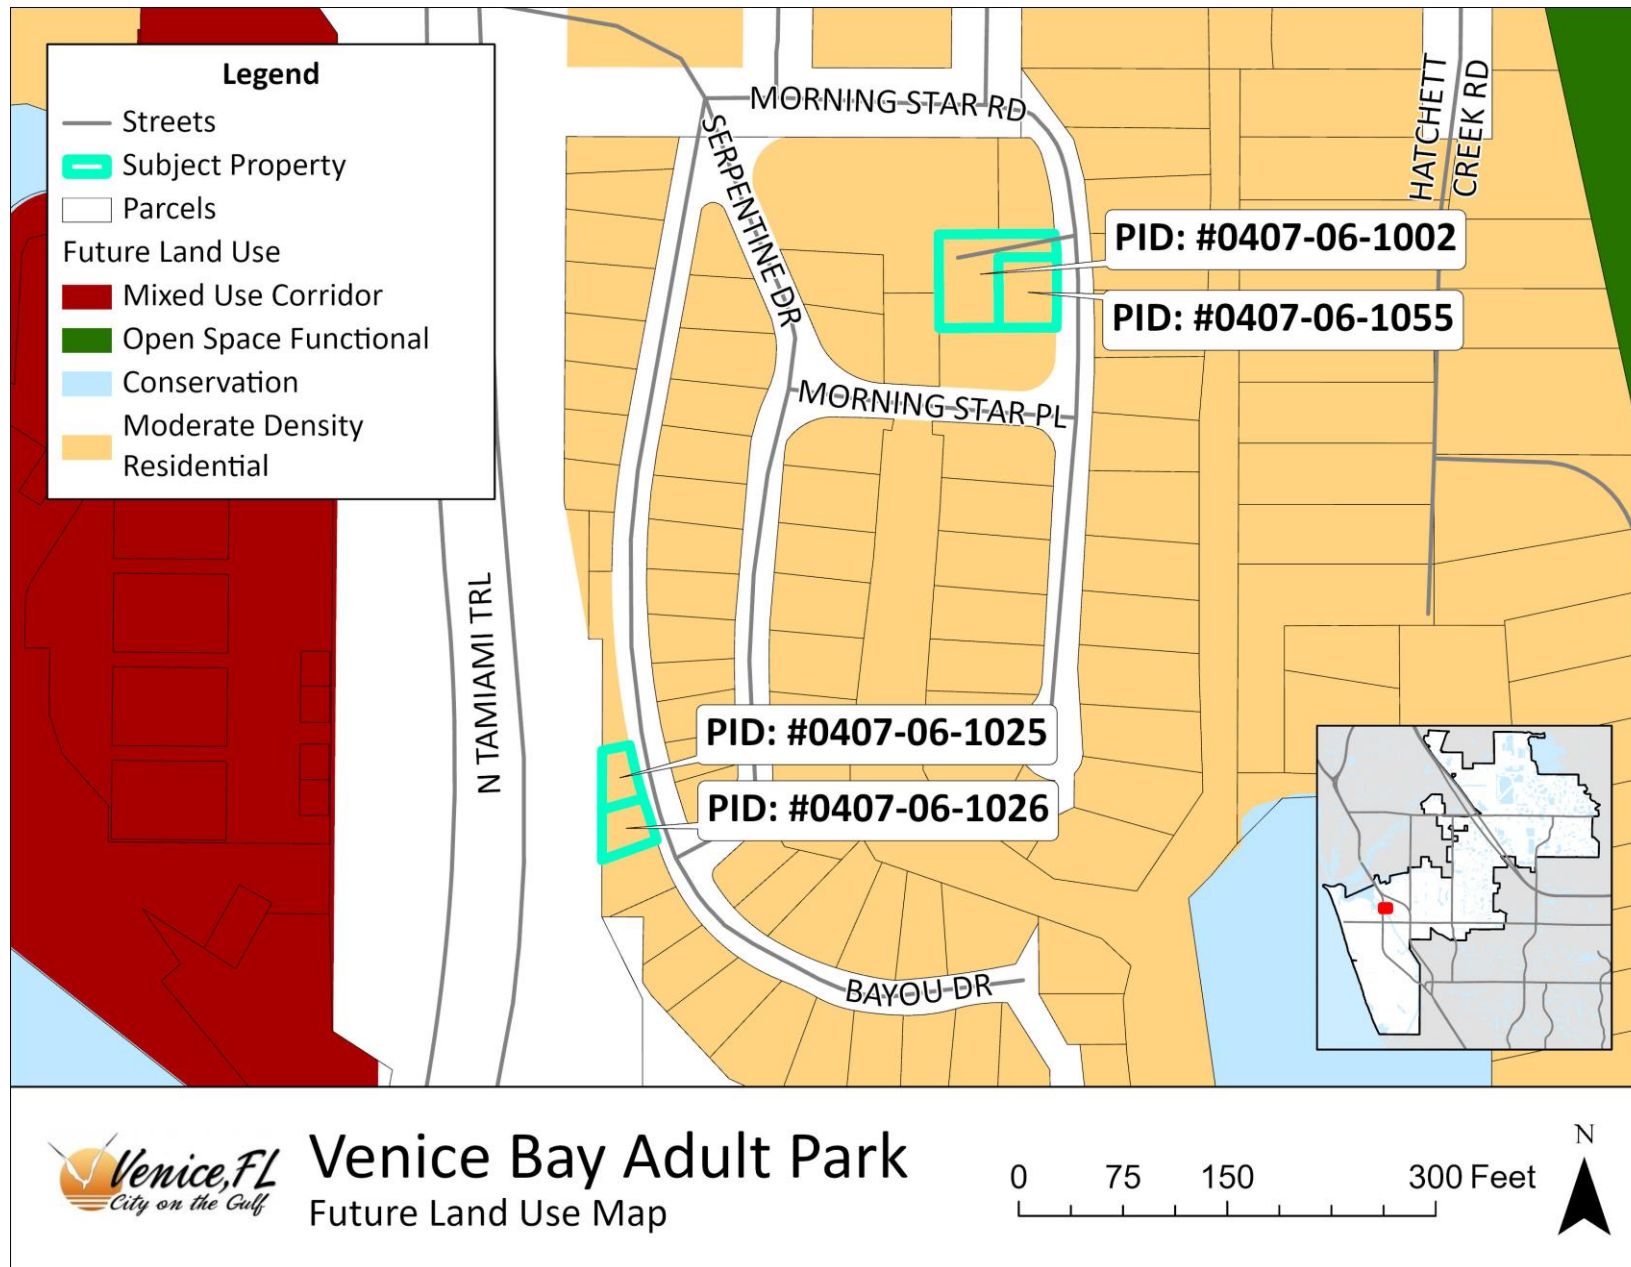 Legend
Streets
Subject Property
Parcels
Future Land Use
Mixed Use Corridor
Open Space Functional
Conservation
Moderate Density
Residential
MORNING STAR RD
SERPENTINE DR
HATCHETT
CREEK RD
PID: #0407-06-1002
PID: #0407-06-1055
MORNING STAR PL
N TAMIAMI TRL
PID: #0407-06-1025
PID: #0407-06-1026
BAYOU DR
Venice, FL
City on the Gulf
Venice Bay Adult Park
Future Land Use Map
0 75 150 300 Feet
N